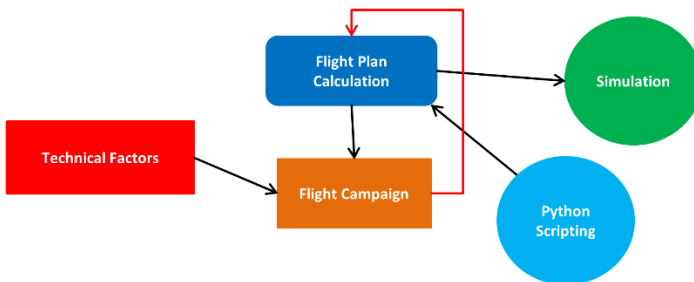 Flight Plan
Calculation
Simulation
Technical Factors
Flight Campaign
Python
Scripting